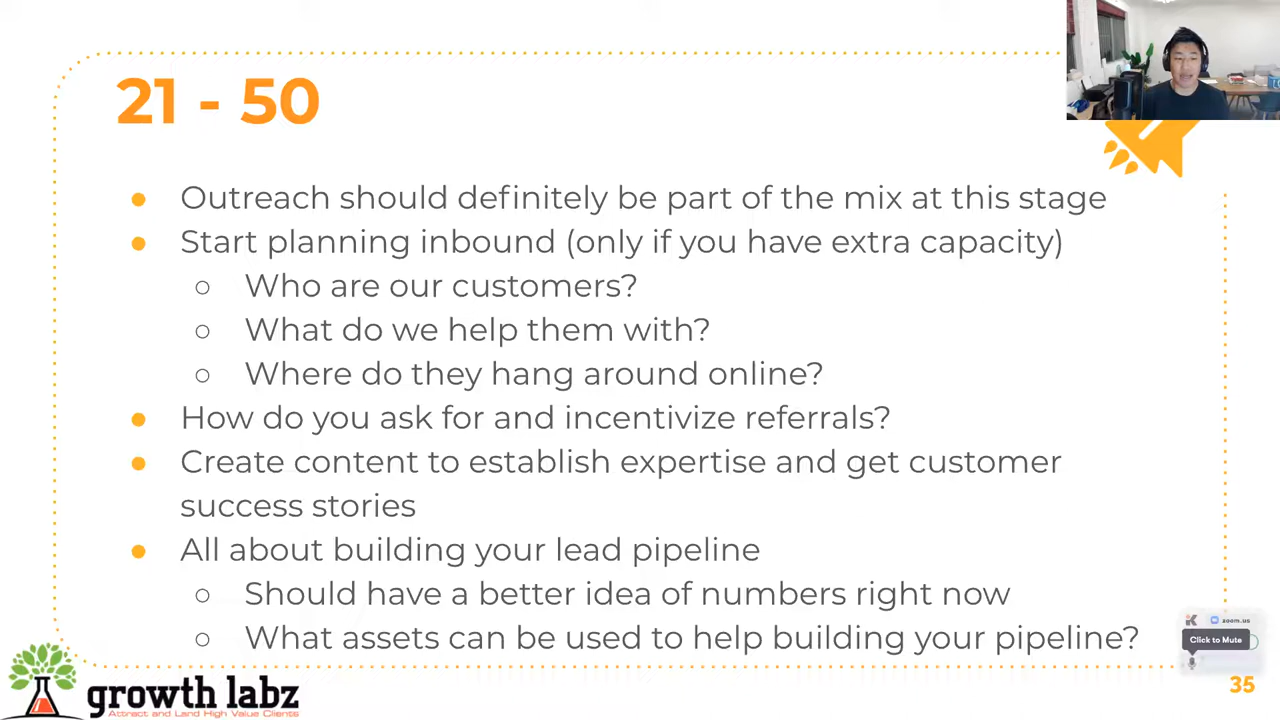 21 - 50
● Outreach should definitely be part of the mix at this stage
● Start planning inbound (only if you have extra capacity)
○ Who are our customers?
○ What do we help them with?
○ Where do they hang around online?
● How do you ask for and incentivize referrals?
● Create content to establish expertise and get customer
success stories
● All about building your lead pipeline
○ Should have a better idea of numbers right now
○ What assets can be used to help building your pipeline?
zoom.us
Click to Mute
growth labz
Attract and Land High Value Clients
35